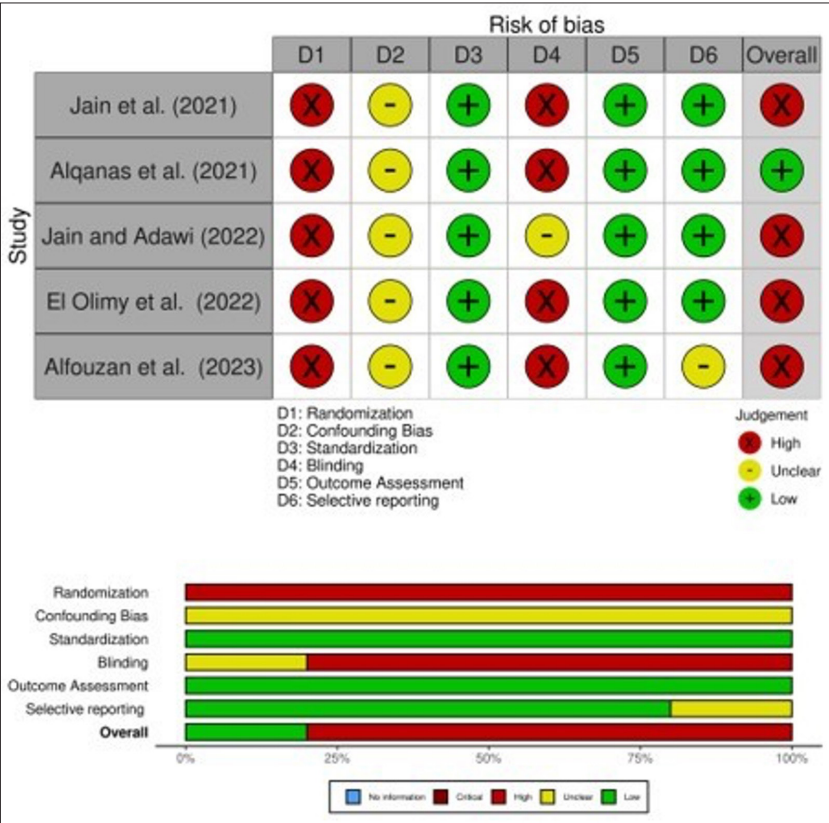 Risk of bias
D1 D2 D3 D4 D5 D6 Overall
Study
Jain et al. (2021) X - + X + + X
Alqanas et al. (2021) X - + X + + +
Jain and Adawi (2022) X - + - + + X
El Olimy et al. (2022) X - + X + + X
Alfouzan et al. (2023) X - + X + - X
D1: Randomization
D2: Confounding Bias
D3: Standardization
D4: Blinding
D5: Outcome Assessment
D6: Selective reporting
Judgement
X High
- Unclear
+ Low
Randomization
Confounding Bias
Standardization
Blinding
Outcome Assessment
Selective reporting
Overall
0% 25% 50% 75% 100%
No information Critical High Unclear Low